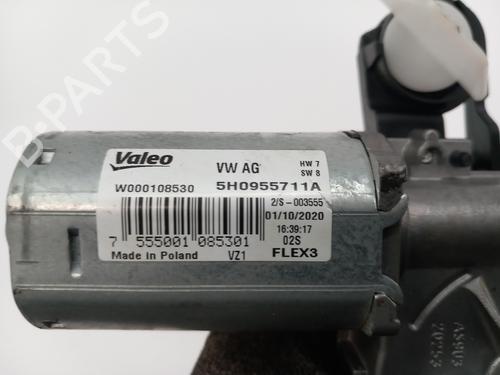 B-PARTS
Valeo
VW AG
HW 7
SW 8
W000108530
5H0955711A
2/S-003555
01/10/2020
16:39:17
7 555001 085301
02S
Made in Poland
VZ1
FLEX3